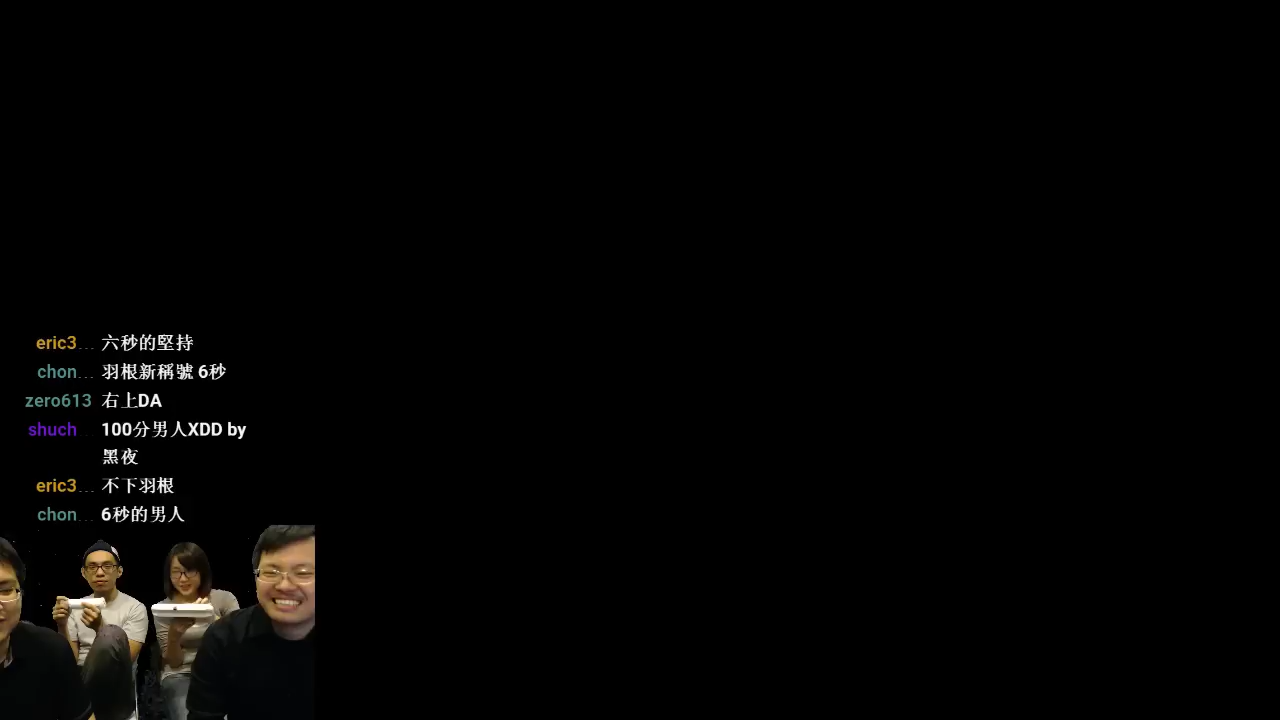 eric3... 六秒的堅持
chon... 羽根新稱號 6秒
zero613 右上DA
shuch... 100分男人XDD by
黑夜
eric3... 不下羽根
chon... 6秒的男人